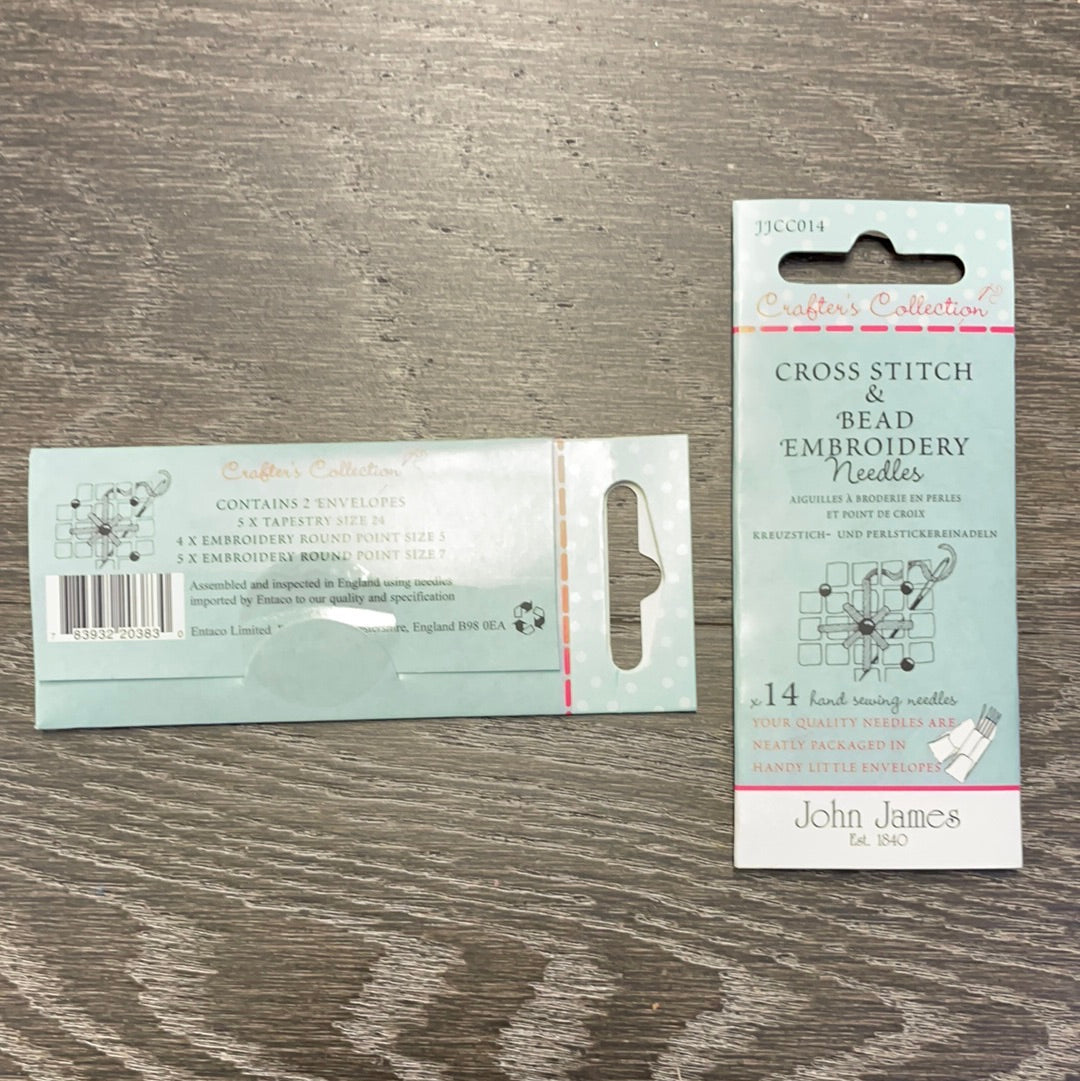 Crafter's Collection
CONTAINS 2 ENVELOPES
5 X TAPESTRY SIZE 24
4 X EMBROIDERY ROUND POINT SIZE 5
5 X EMBROIDERY ROUND POINT SIZE 7
Assembled and inspected in England using needles
imported by Entaco to our quality and specification
Entaco Limited, England B98 0EA
7 83932 20383 0
JJCC014
Crafter's Collection
CROSS STITCH
&
BEAD
EMBROIDERY
Needles
AIGUILLES À BRODERIE EN PERLES
ET POINT DE CROIX
KREUZSTICH- UND PERLSTICKEREINADELN
x 14 hand sewing needles
YOUR QUALITY NEEDLES ARE
NEATLY PACKAGED IN
HANDY LITTLE ENVELOPES
John James
Est. 1840